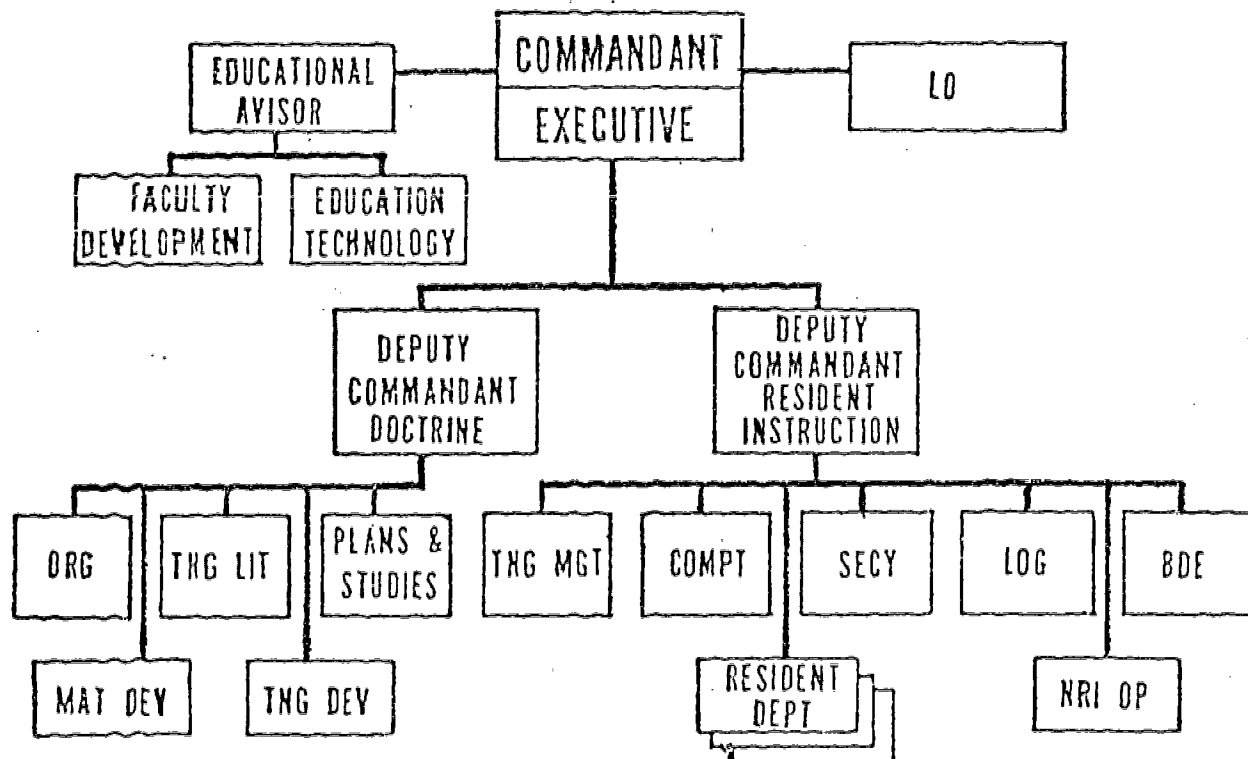 COMMANDANT
EXECUTIVE
EDUCATIONAL
AVISOR
LO
FACULTY
DEVELOPMENT
EDUCATION
TECHNOLOGY
DEPUTY
COMMANDANT
DOCTRINE
DEPUTY
COMMANDANT
RESIDENT
INSTRUCTION
ORG
TNG LIT
PLANS &
STUDIES
TNG MGT
COMPT
SECY
LOG
BDE
MAT DEV
TNG DEV
RESIDENT
DEPT
NRI OP